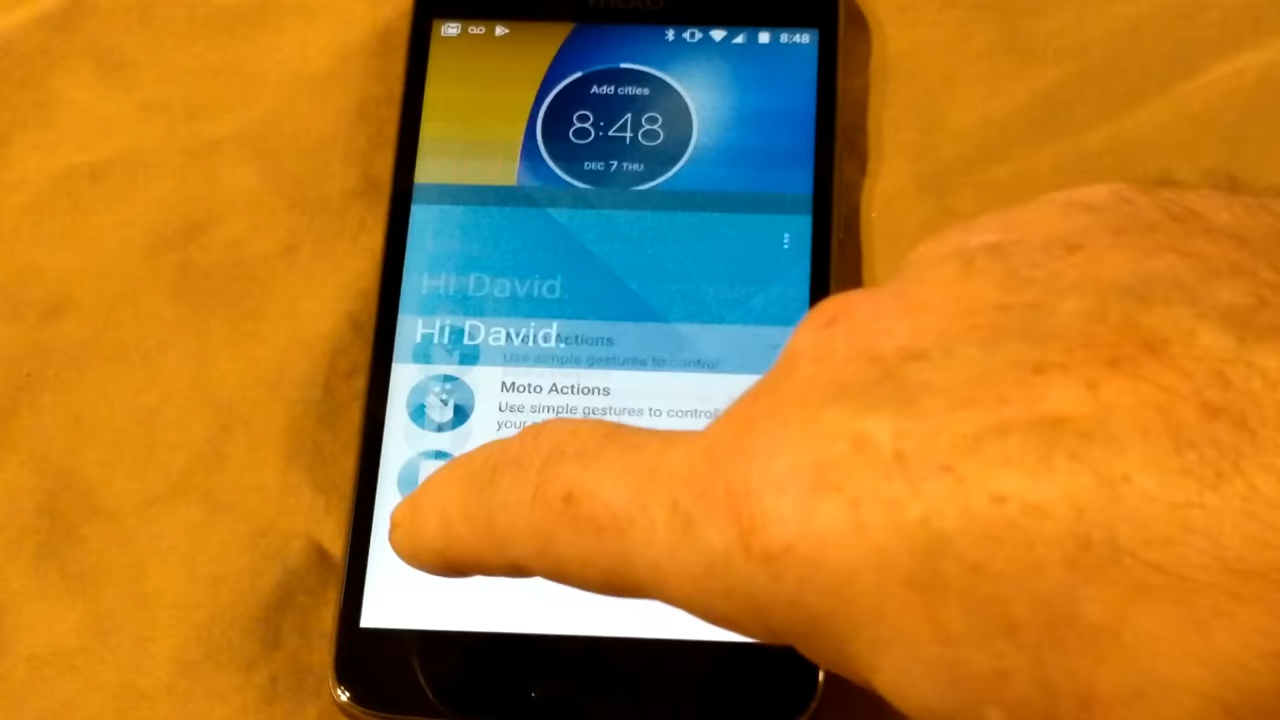 moto
8:48
Add cities
8:48
DEC 7 THU
Hi David.
Hi David.
Moto Actions
Use simple gestures to control
Moto Actions
Use simple gestures to control
your